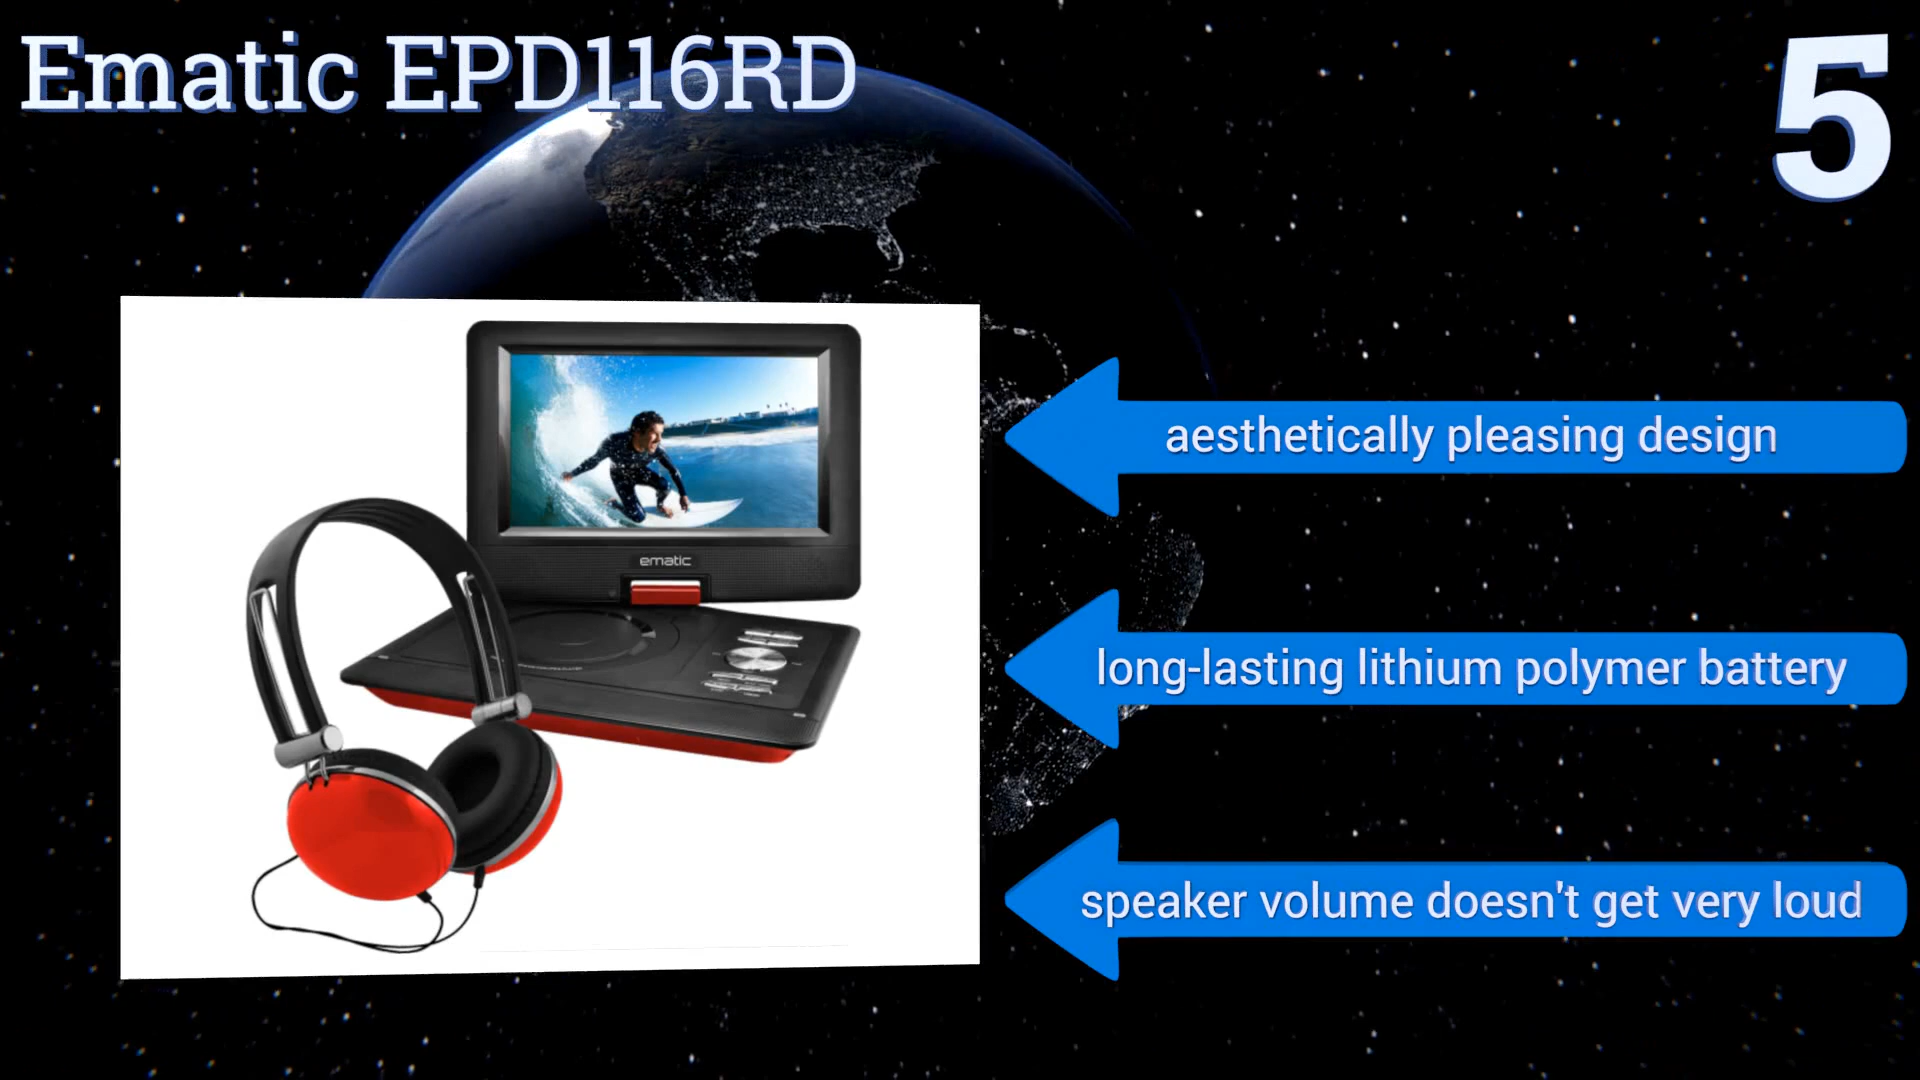 Ematic EPD116RD
5
ematic
aesthetically pleasing design
long-lasting lithium polymer battery
speaker volume doesn't get very loud